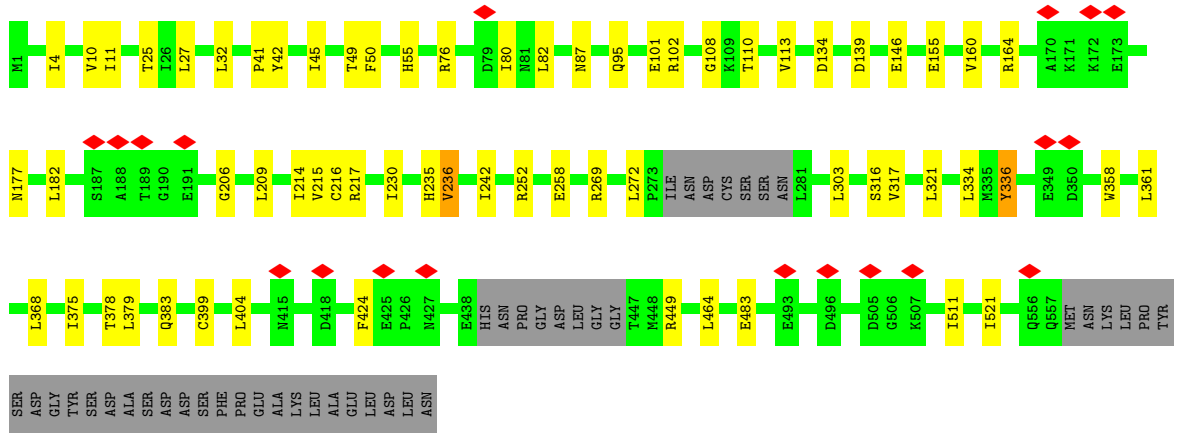 M1 I4 V10 I11 T25 I26 L27 L32 P41 Y42 I45 T49 F50 H55 R76 D79 I80 N81 L82 N87 Q95 E101 R102 G108 K109 T110 V113 D134 D139 E146 E155 V160 R164 A170 K171 K172 E173
N177 L182 S187 A188 T189 G190 E191 G206 L209 I214 V215 C216 R217 I230 H235 V236 I242 R252 E258 R269 L272 P273 ILE ASN ASP CYS SER SER ASN L281 L303 S316 V317 L321 L334 M335 Y336 E349 D350 W358 L361
L368 I375 T378 L379 Q383 C399 L404 N415 D418 F424 E425 P426 N427 E438 HIS ASN PRO GLY ASP LEU GLY GLY T447 M448 R449 L464 E483 E493 D496 D505 G506 K507 I511 I521 Q556 Q557 MET ASN LYS LEU PRO TYR
SER ASP GLY TYR SER ASP ALA SER ASP ASP SER PHE PRO GLU ALA LYS LEU ALA GLU LEU ASP LEU ASN